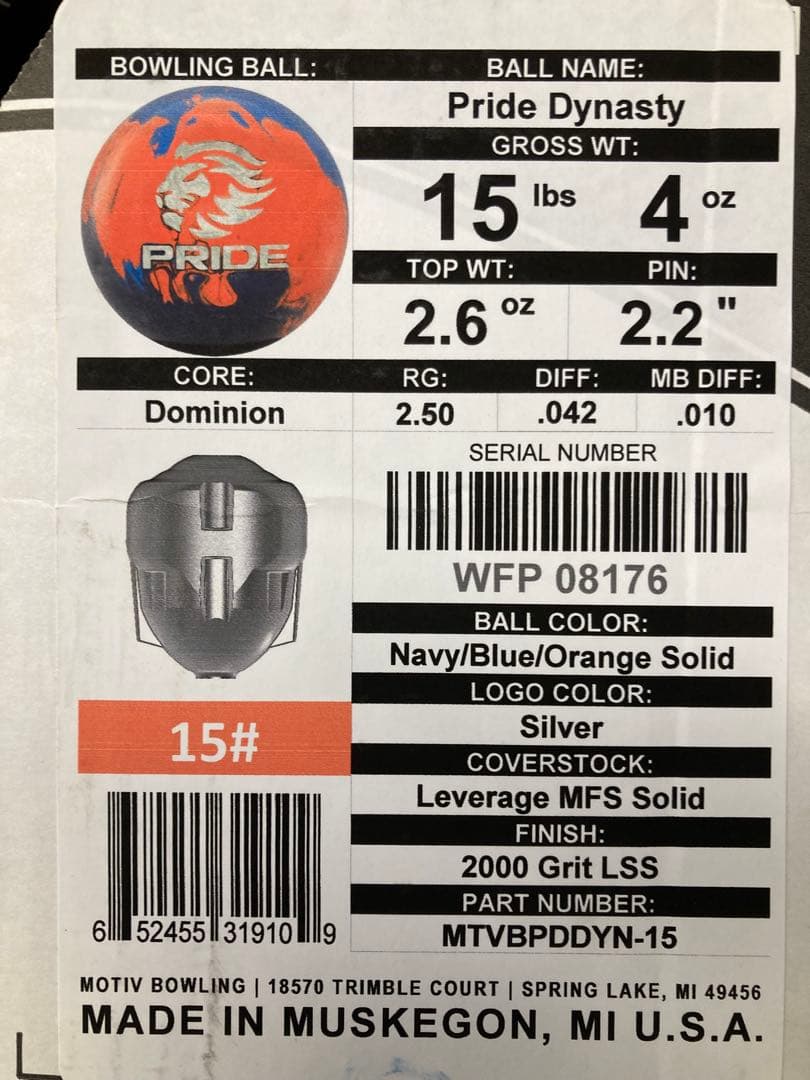 BOWLING BALL: BALL NAME:
PRIDE
Pride Dynasty
GROSS WT:
15 lbs 4 oz
TOP WT: PIN:
2.6 oz 2.2 "
CORE: RG: DIFF: MB DIFF:
Dominion 2.50 .042 .010
SERIAL NUMBER
WFP 08176
BALL COLOR:
Navy/Blue/Orange Solid
LOGO COLOR:
Silver
15#
COVERSTOCK:
Leverage MFS Solid
FINISH:
2000 Grit LSS
PART NUMBER:
MTVBPDDYN-15
6 52455 31910 9
MOTIV BOWLING | 18570 TRIMBLE COURT | SPRING LAKE, MI 49456
MADE IN MUSKEGON, MI U.S.A.